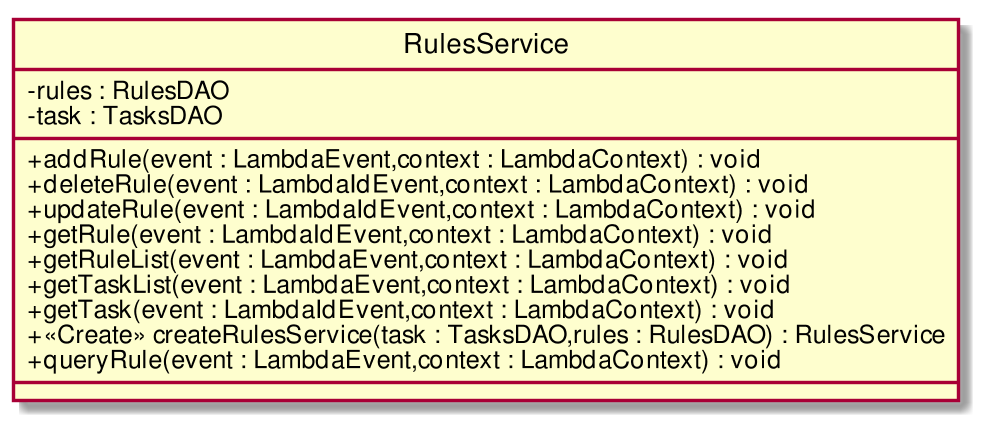 RulesService
-rules : RulesDAO
-task : TasksDAO
+addRule(event : LambdaEvent,context : LambdaContext) : void
+deleteRule(event : LambdaIdEvent,context : LambdaContext) : void
+updateRule(event : LambdaIdEvent,context : LambdaContext) : void
+getRule(event : LambdaIdEvent,context : LambdaContext) : void
+getRuleList(event : LambdaEvent,context : LambdaContext) : void
+getTaskList(event : LambdaEvent,context : LambdaContext) : void
+getTask(event : LambdaIdEvent,context : LambdaContext) : void
+«Create» createRulesService(task : TasksDAO,rules : RulesDAO) : RulesService
+queryRule(event : LambdaEvent,context : LambdaContext) : void